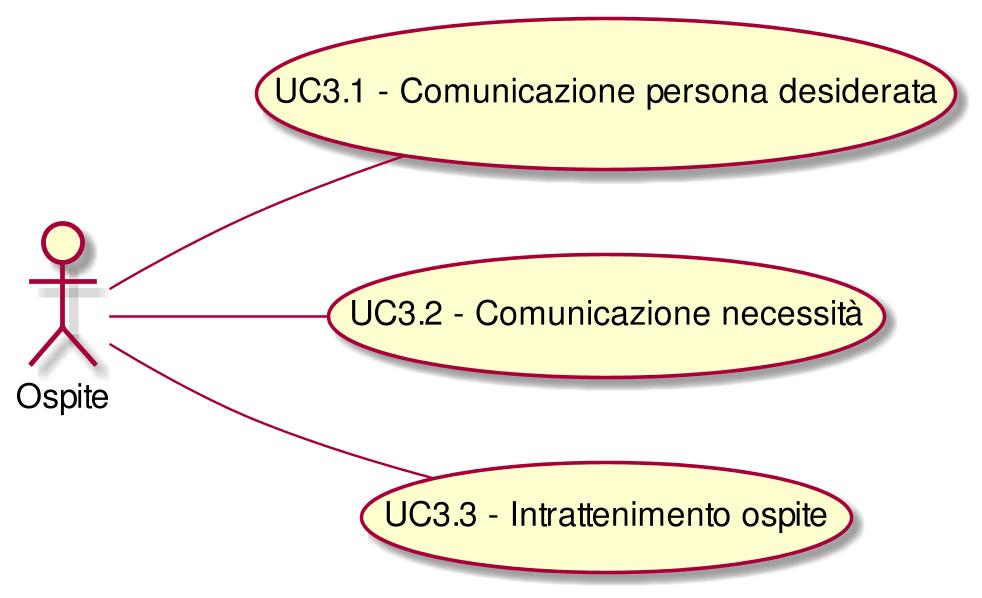 UC3.1 - Comunicazione persona desiderata
UC3.2 - Comunicazione necessità
Ospite
UC3.3 - Intrattenimento ospite